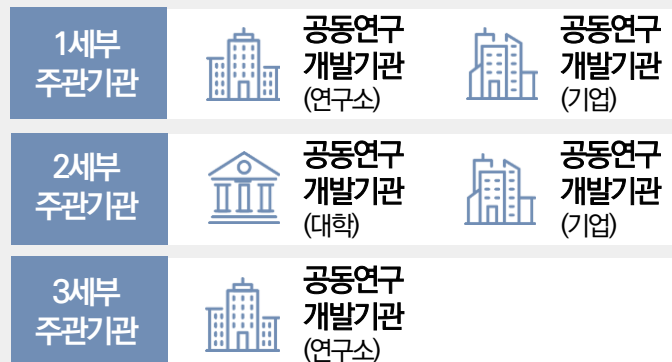 1세부
주관기관
공동연구
개발기관
(연구소)
공동연구
개발기관
(기업)
2세부
주관기관
공동연구
개발기관
(대학)
공동연구
개발기관
(기업)
3세부
주관기관
공동연구
개발기관
(연구소)